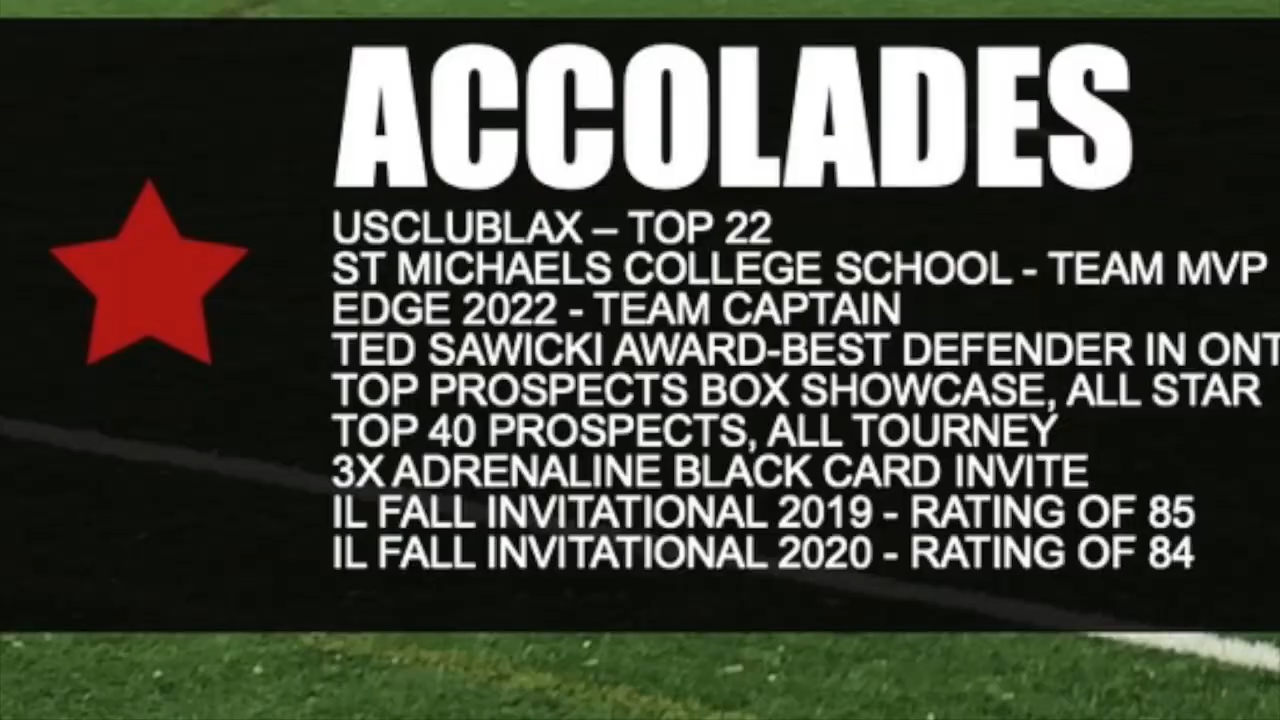 ACCOLADES
USCLUBLAX – TOP 22
ST MICHAELS COLLEGE SCHOOL - TEAM MVP
EDGE 2022 - TEAM CAPTAIN
TED SAWICKI AWARD-BEST DEFENDER IN ONT
TOP PROSPECTS BOX SHOWCASE, ALL STAR
TOP 40 PROSPECTS, ALL TOURNEY
3X ADRENALINE BLACK CARD INVITE
IL FALL INVITATIONAL 2019 - RATING OF 85
IL FALL INVITATIONAL 2020 - RATING OF 84